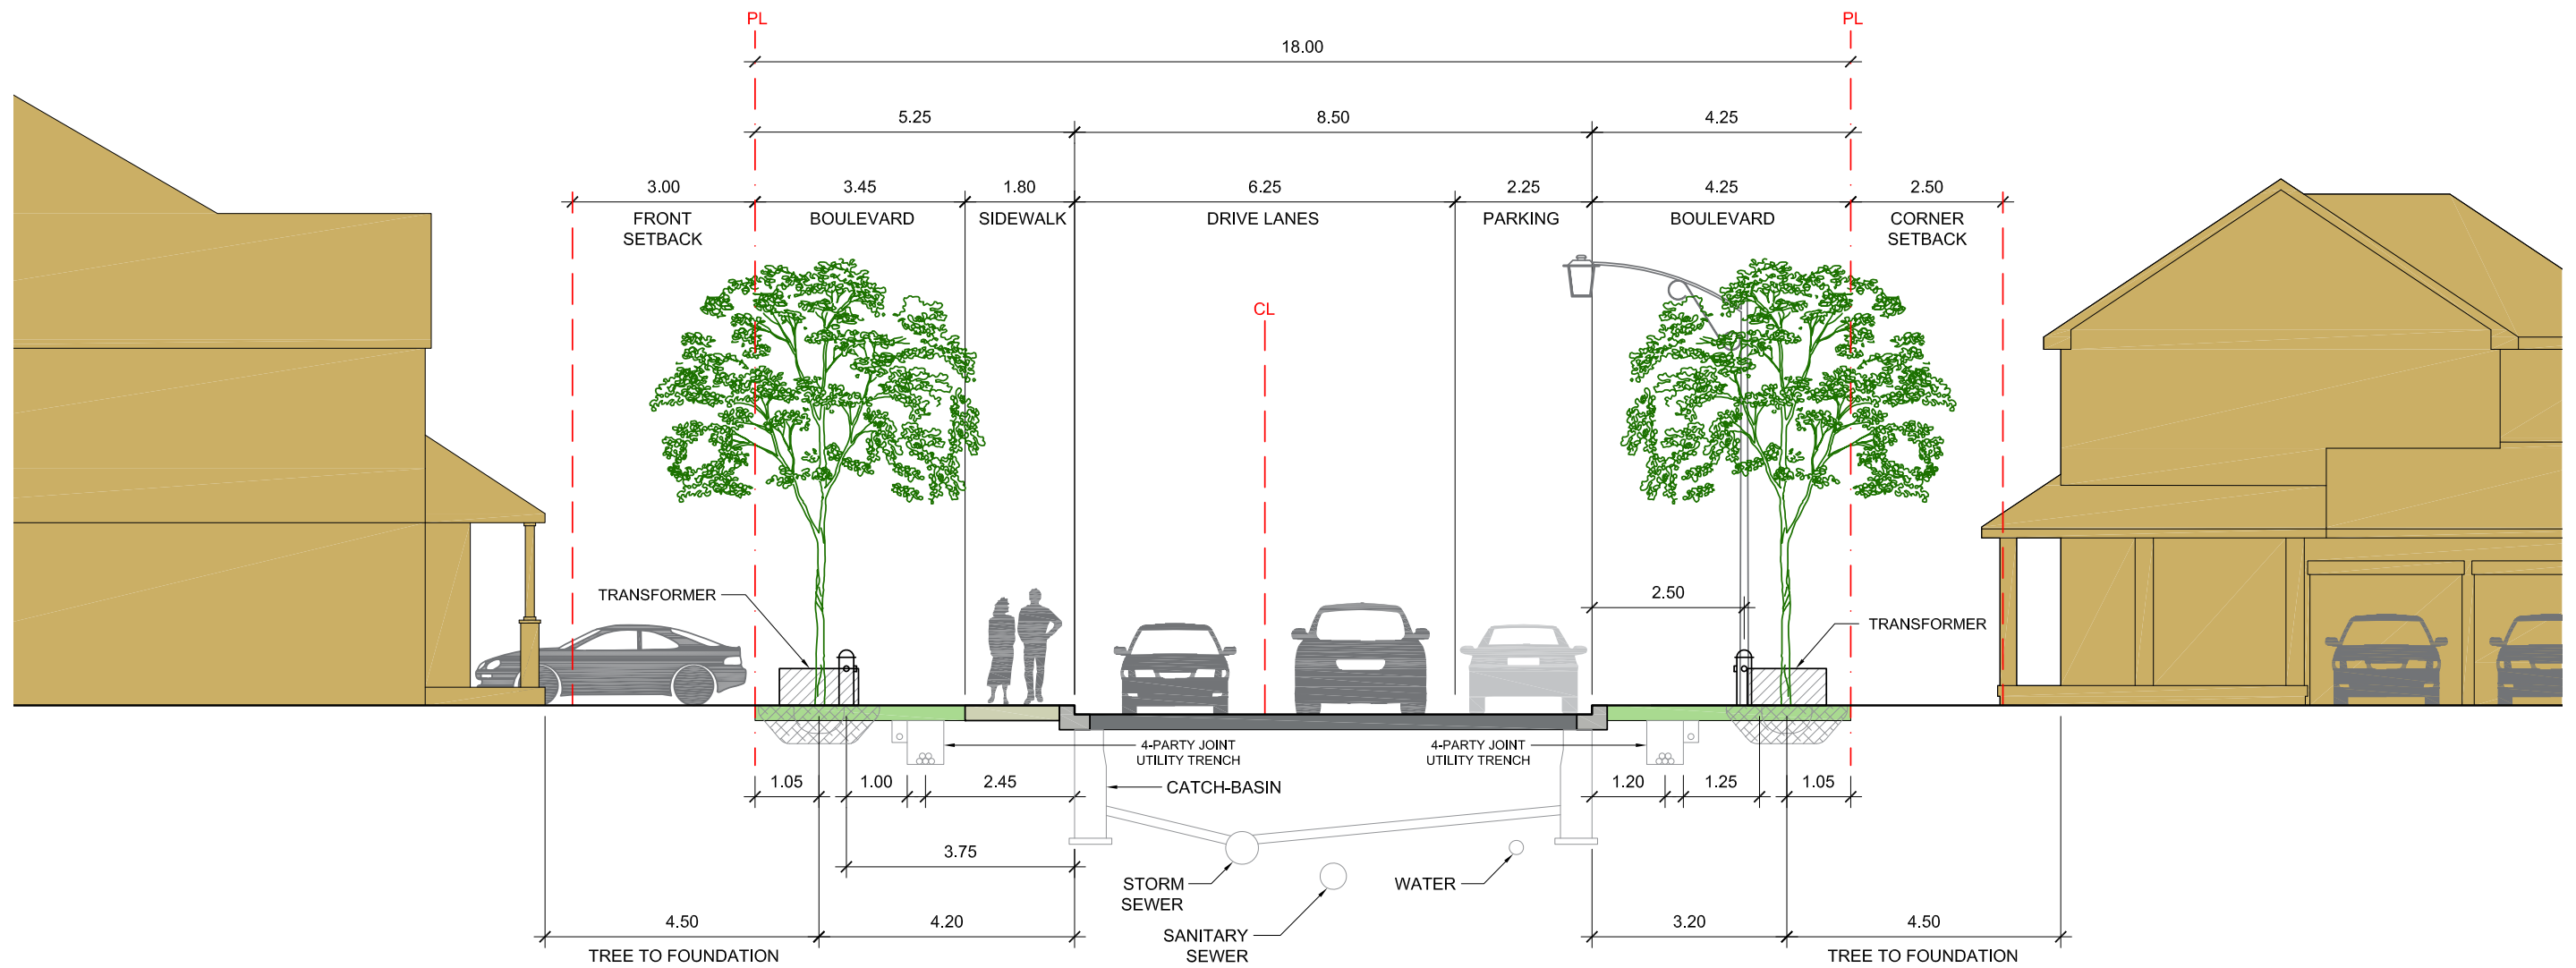 PL
PL
18.00
5.25
8.50
4.25
3.00
3.45
1.80
6.25
2.25
4.25
2.50
FRONT
SETBACK
BOULEVARD
SIDEWALK
DRIVE LANES
PARKING
BOULEVARD
CORNER
SETBACK
CL
TRANSFORMER
2.50
TRANSFORMER
4-PARTY JOINT
UTILITY TRENCH
4-PARTY JOINT
UTILITY TRENCH
1.05
1.00
2.45
CATCH-BASIN
1.20
1.25
1.05
3.75
STORM
SEWER
WATER
SANITARY
SEWER
4.50
4.20
3.20
4.50
TREE TO FOUNDATION
TREE TO FOUNDATION